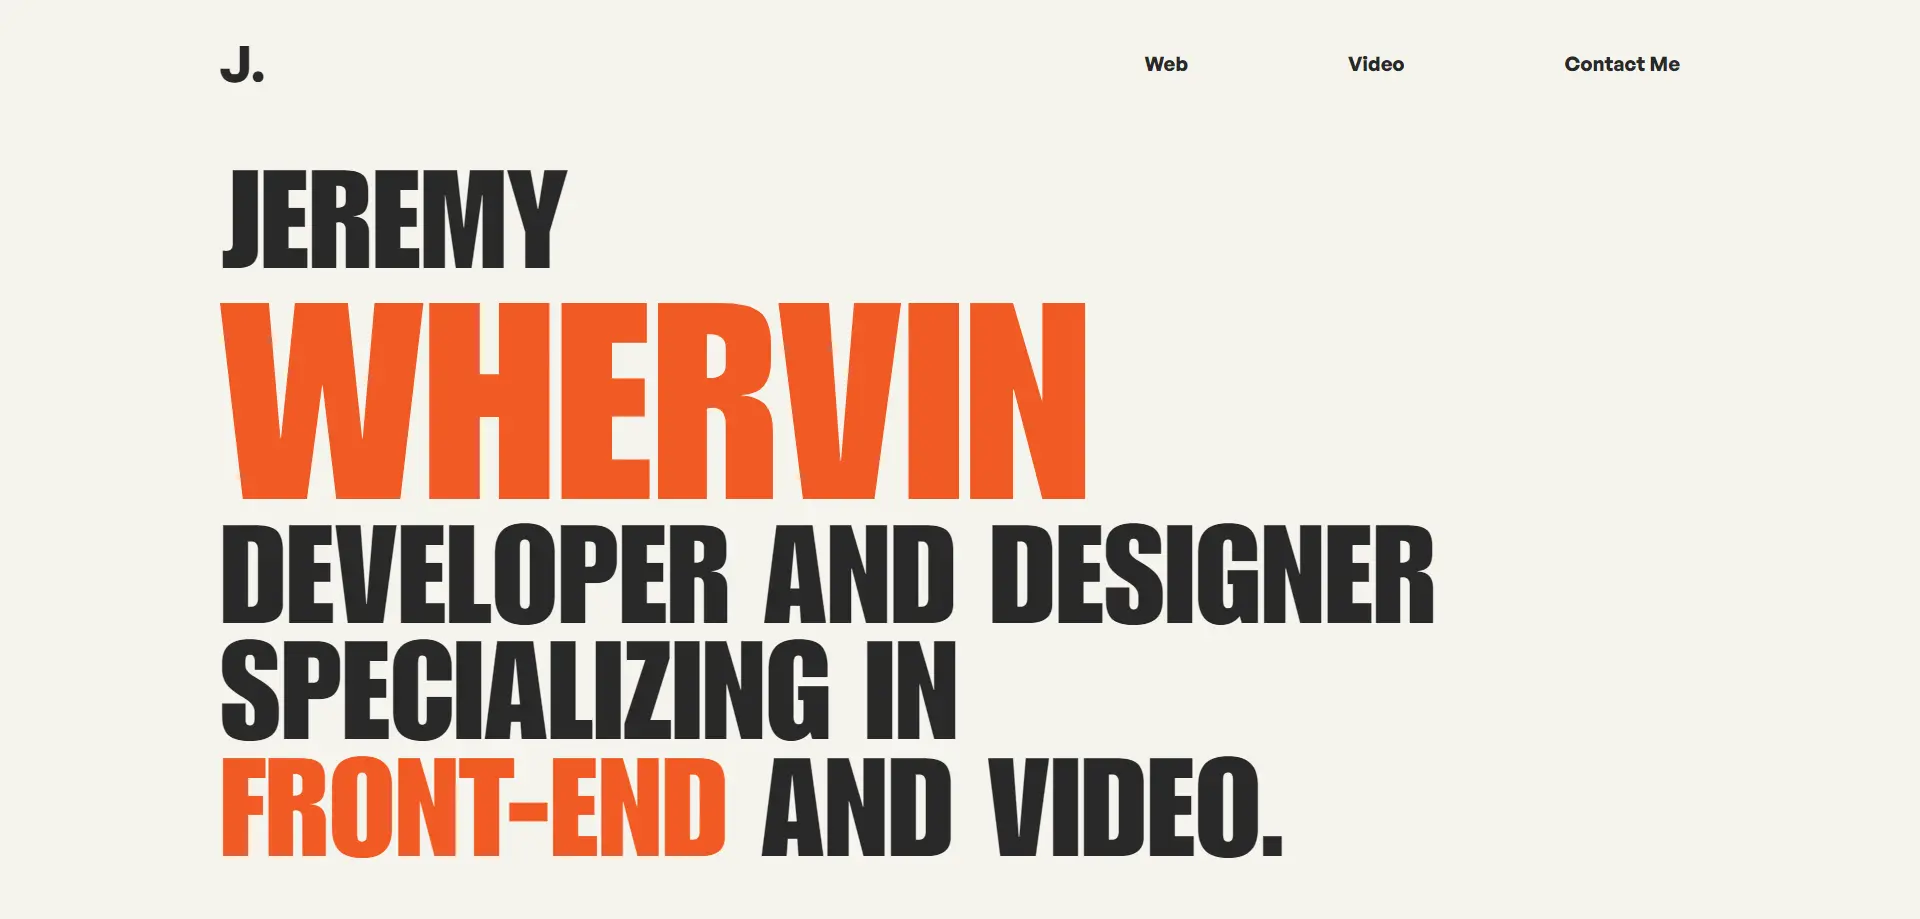 J.
Web Video Contact Me
JEREMY
WHERVIN
DEVELOPER AND DESIGNER
SPECIALIZING IN
FRONT-END AND VIDEO.